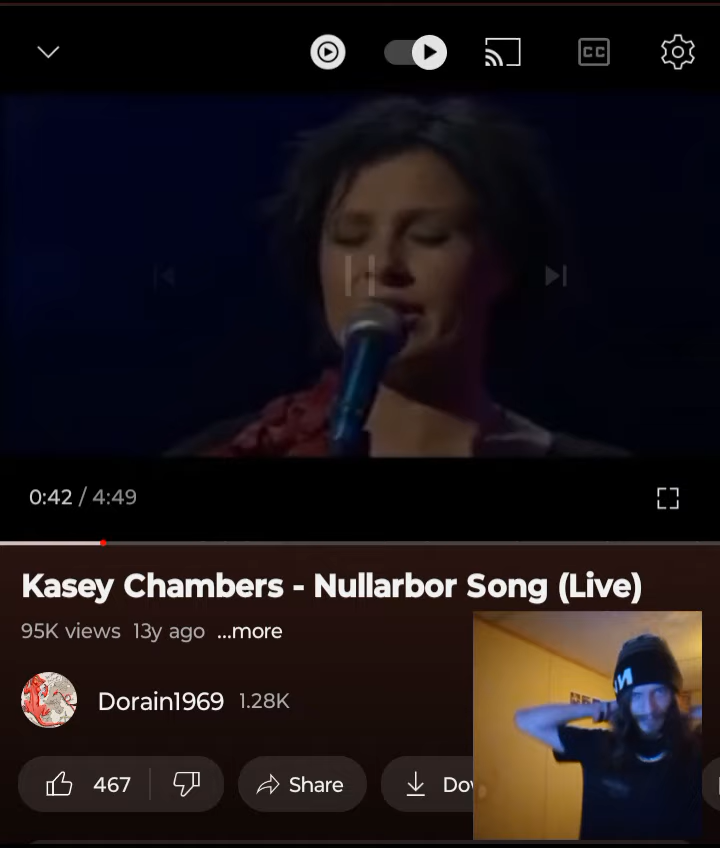 CC
0:42 / 4:49
Kasey Chambers - Nullarbor Song (Live)
95K views 13y ago ...more
Dorain1969 1.28K
467 Share Dow